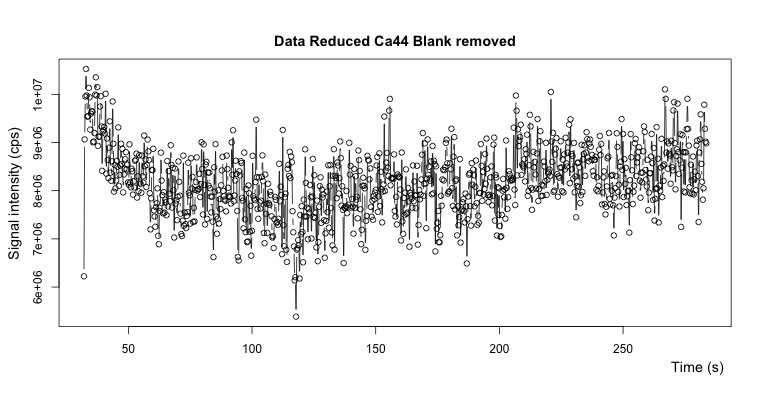 Data Reduced Ca44 Blank removed
Signal intensity (cps)
1e+07
9e+06
8e+06
7e+06
6e+06
50 100 150 200 250
Time (s)